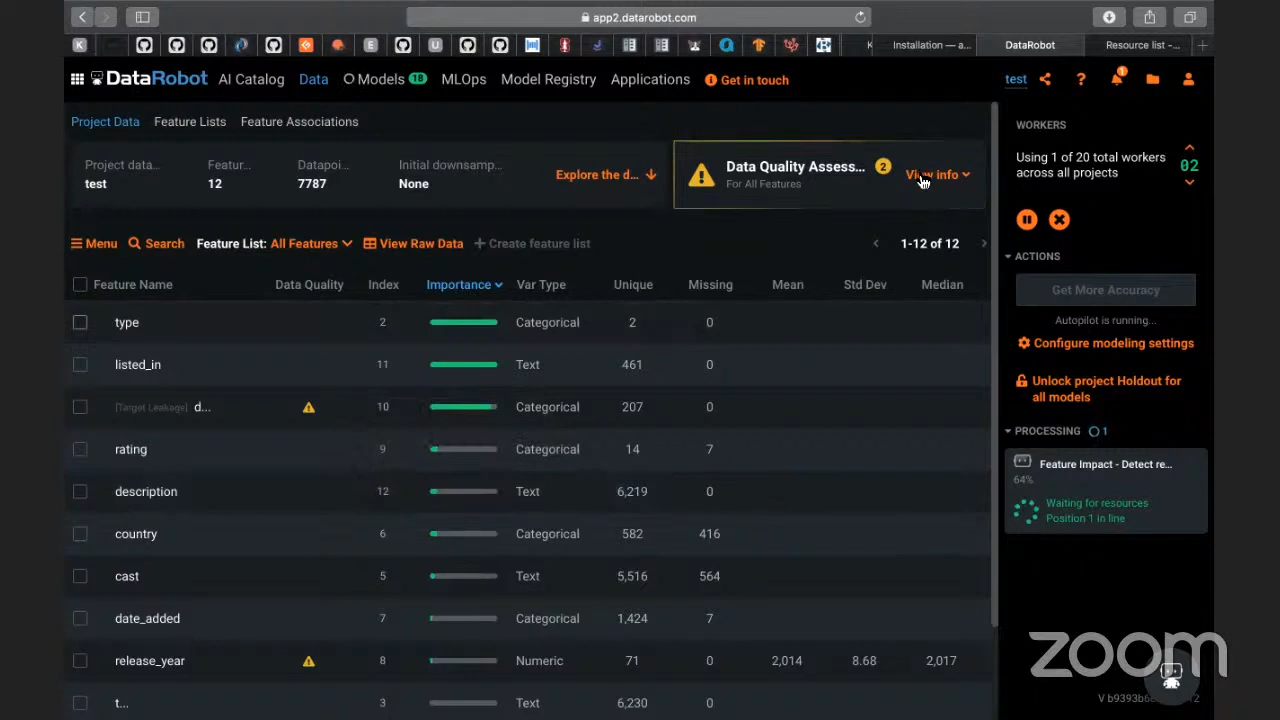 app2.datarobot.com
K
E
U
J
K
Installation — a...
DataRobot
Resource list -...
DataRobot
AI Catalog
Data
Models 18
MLOps
Model Registry
Applications
Get in touch
test
1
Project Data
Feature Lists
Feature Associations
Project data...
Featur...
Datapoi...
Initial downsamp...
test
12
7787
None
Explore the d...
Data Quality Assess...
2
For All Features
View info
Menu
Search
Feature List: All Features
View Raw Data
Create feature list
1-12 of 12
Feature Name
Data Quality
Index
Importance
Var Type
Unique
Missing
Mean
Std Dev
Median
type 2 Categorical 2 0
listed_in 11 Text 461 0
[Target Leakage] d... 10 Categorical 207 0
rating 9 Categorical 14 7
description 12 Text 6,219 0
country 6 Categorical 582 416
cast 5 Text 5,516 564
date_added 7 Categorical 1,424 7
release_year 8 Numeric 71 0 2,014 8.68 2,017
t... 3 Text 6,230 0
WORKERS
Using 1 of 20 total workers
across all projects
02
ACTIONS
Get More Accuracy
Autopilot is running...
Configure modeling settings
Unlock project Holdout for
all models
PROCESSING 1
Feature Impact - Detect re...
64%
Waiting for resources
Position 1 in line
zoom